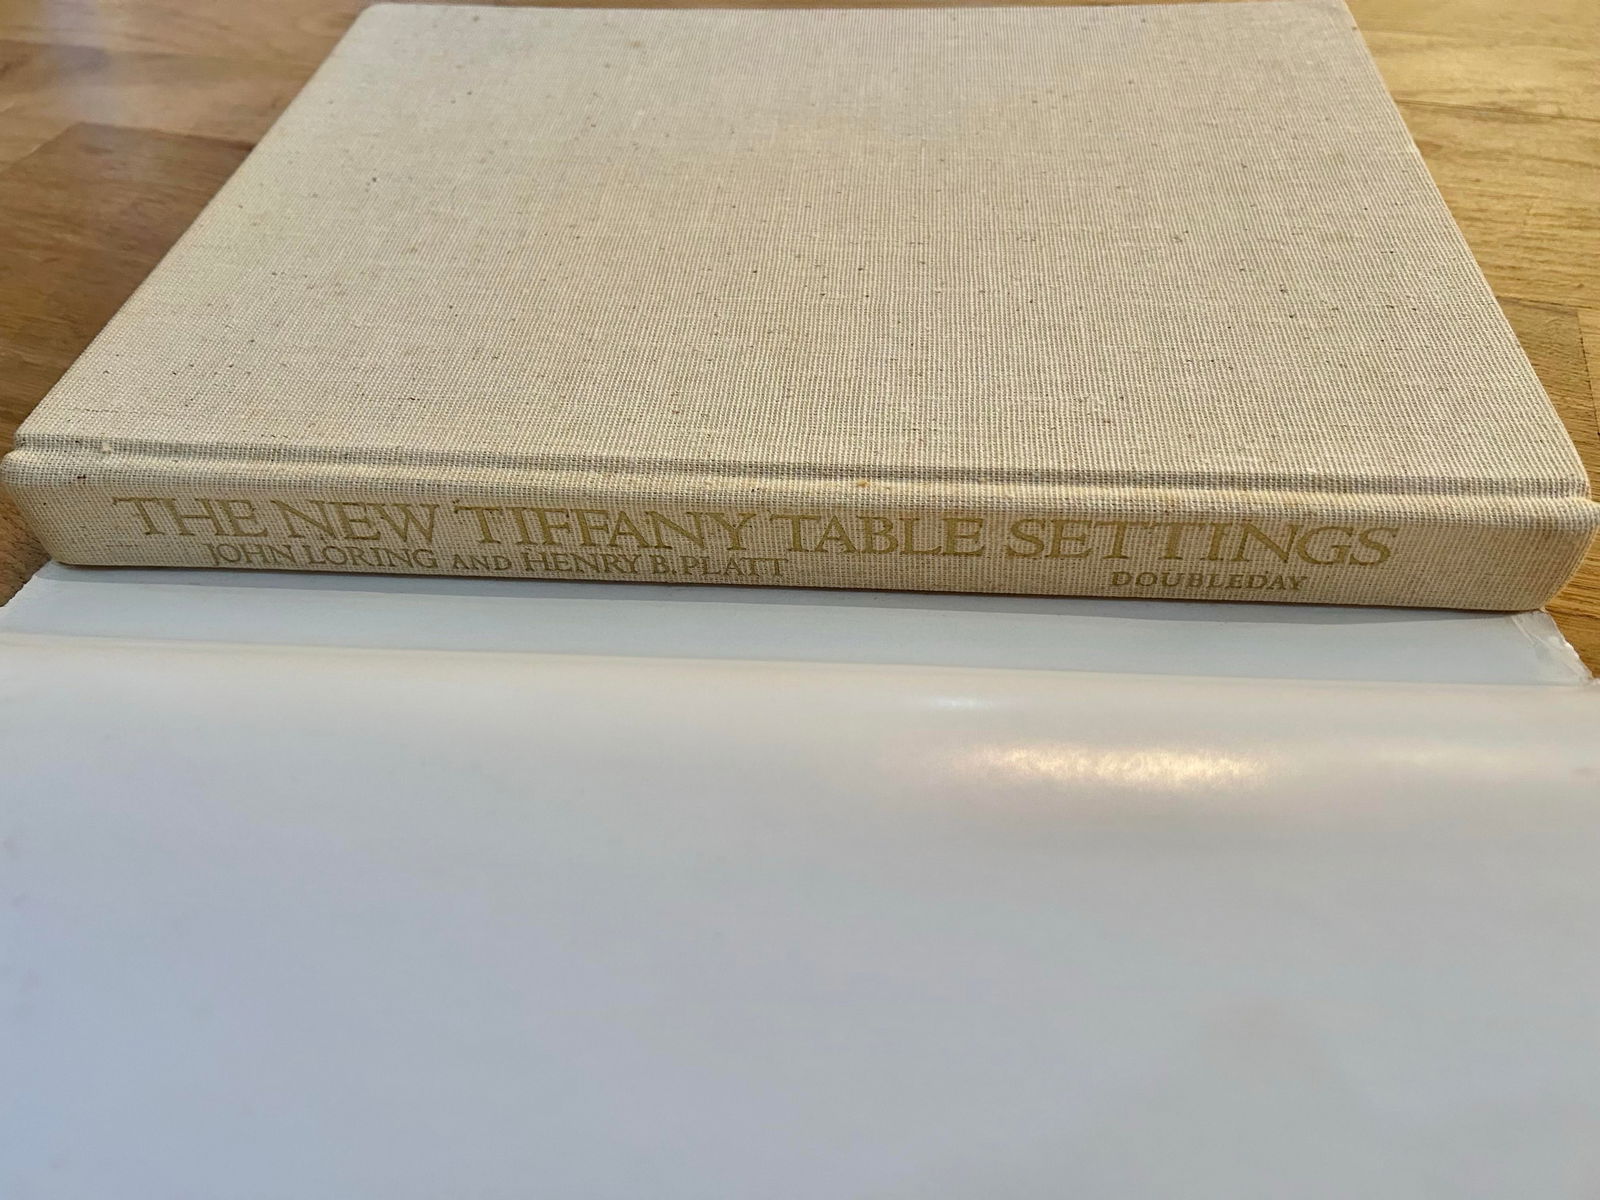 THE NEW TIFFANY TABLE SETTINGS
JOHN LORING AND HENRY B. PLATT
DOUBLEDAY